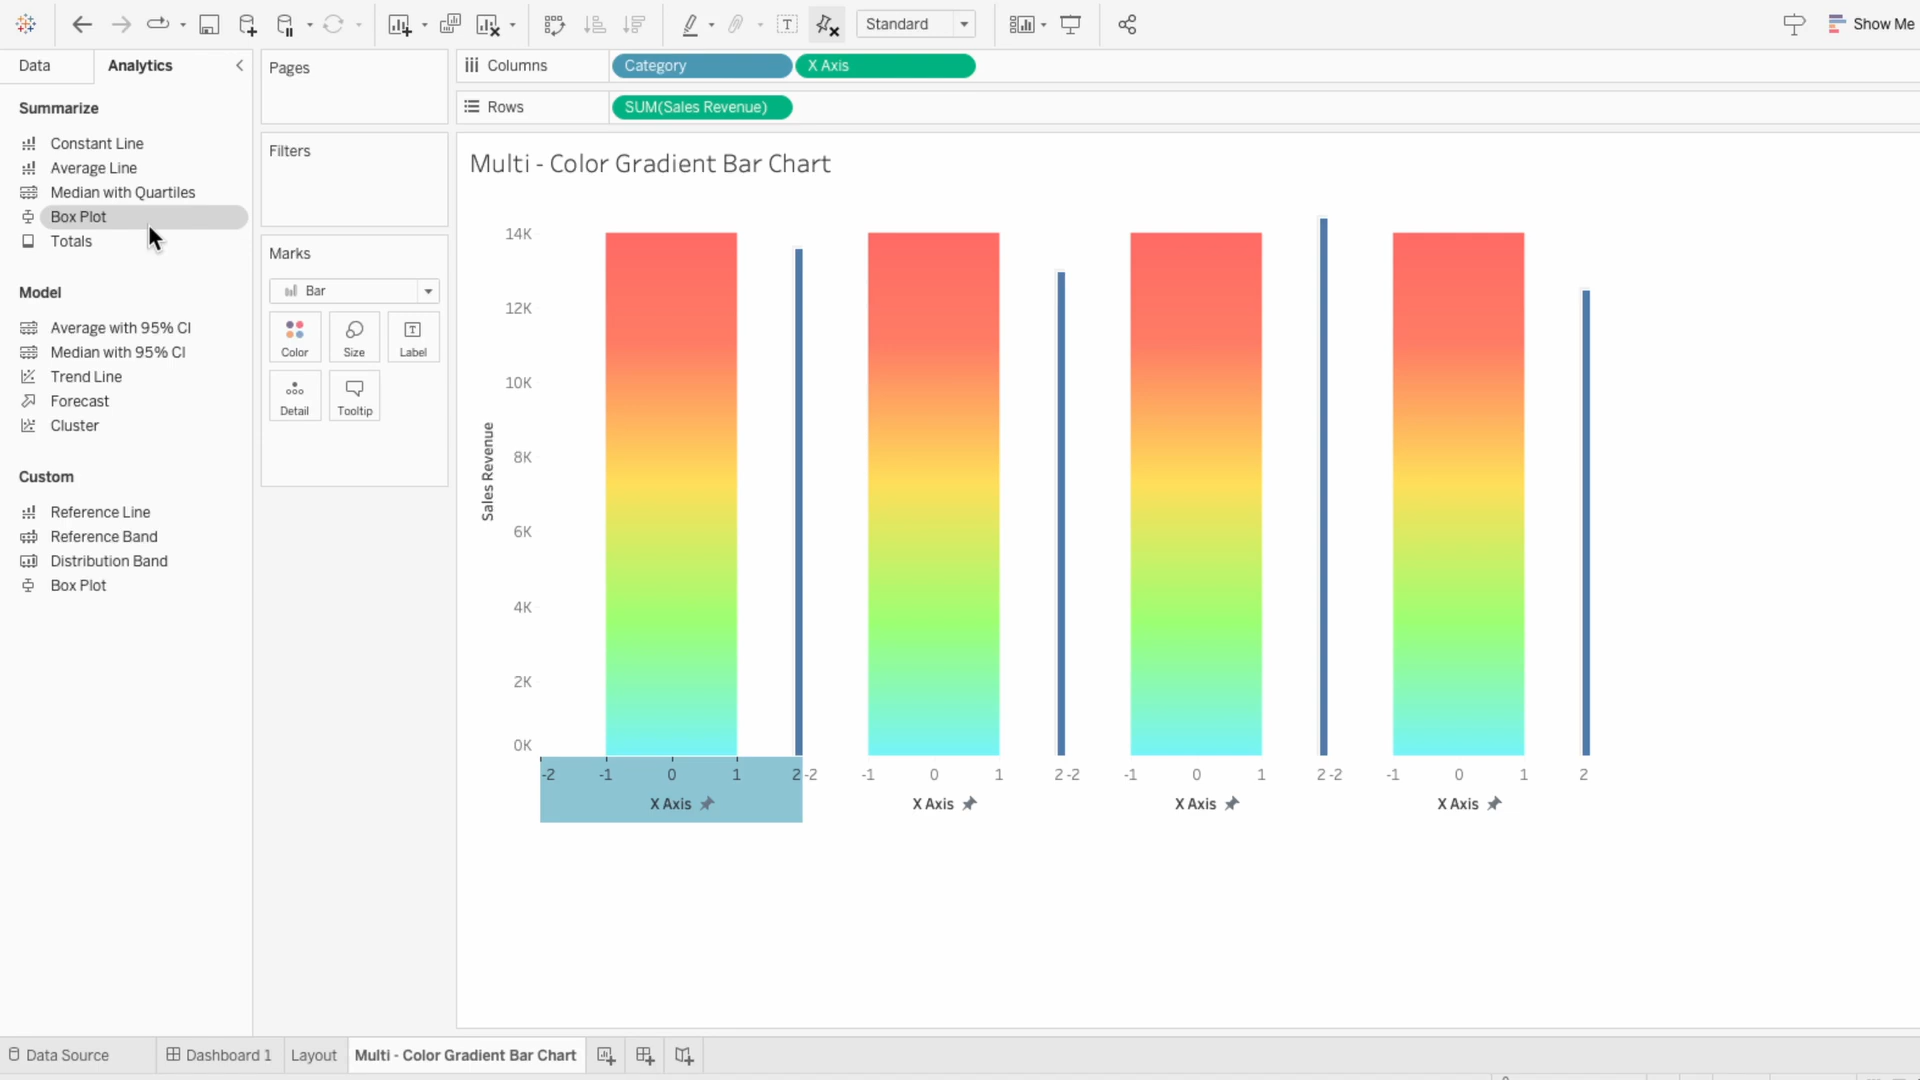 Standard
Show Me
Data
Analytics
Summarize
Constant Line
Average Line
Median with Quartiles
Box Plot
Totals
Model
Average with 95% CI
Median with 95% CI
Trend Line
Forecast
Cluster
Custom
Reference Line
Reference Band
Distribution Band
Box Plot
Pages
Filters
Marks
Bar
Color Size Label
Detail Tooltip
Columns Category X Axis
Rows SUM(Sales Revenue)
Multi - Color Gradient Bar Chart
Sales Revenue
14K
12K
10K
8K
6K
4K
2K
0K
-2 -1 0 1 2 -2 -1 0 1 2 -2 -1 0 1 2 -2 -1 0 1 2
X Axis X Axis X Axis X Axis
Data Source Dashboard 1 Layout Multi - Color Gradient Bar Chart